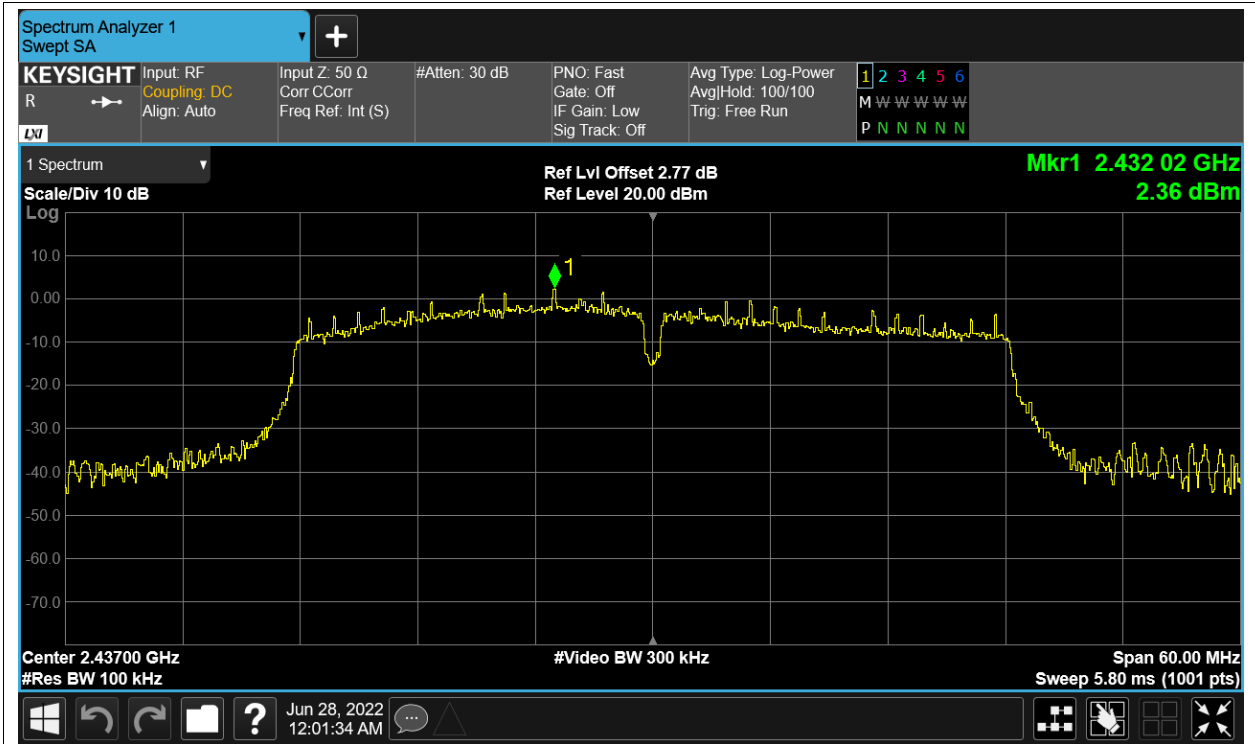 Spectrum Analyzer 1
Swept SA
KEYSIGHT
R
LXI
Input: RF
Coupling: DC
Align: Auto
Input Z: 50 Ω
Corr CCorr
Freq Ref: Int (S)
#Atten: 30 dB
PNO: Fast
Gate: Off
IF Gain: Low
Sig Track: Off
Avg Type: Log-Power
Avg|Hold: 100/100
Trig: Free Run
1 2 3 4 5 6
M W W W W W
P N N N N N
1 Spectrum
Scale/Div 10 dB
Log
Ref Lvl Offset 2.77 dB
Ref Level 20.00 dBm
Mkr1 2.432 02 GHz
2.36 dBm
1
10.0
0.00
-10.0
-20.0
-30.0
-40.0
-50.0
-60.0
-70.0
Center 2.43700 GHz
#Res BW 100 kHz
#Video BW 300 kHz
Span 60.00 MHz
Sweep 5.80 ms (1001 pts)
?
Jun 28, 2022
12:01:34 AM